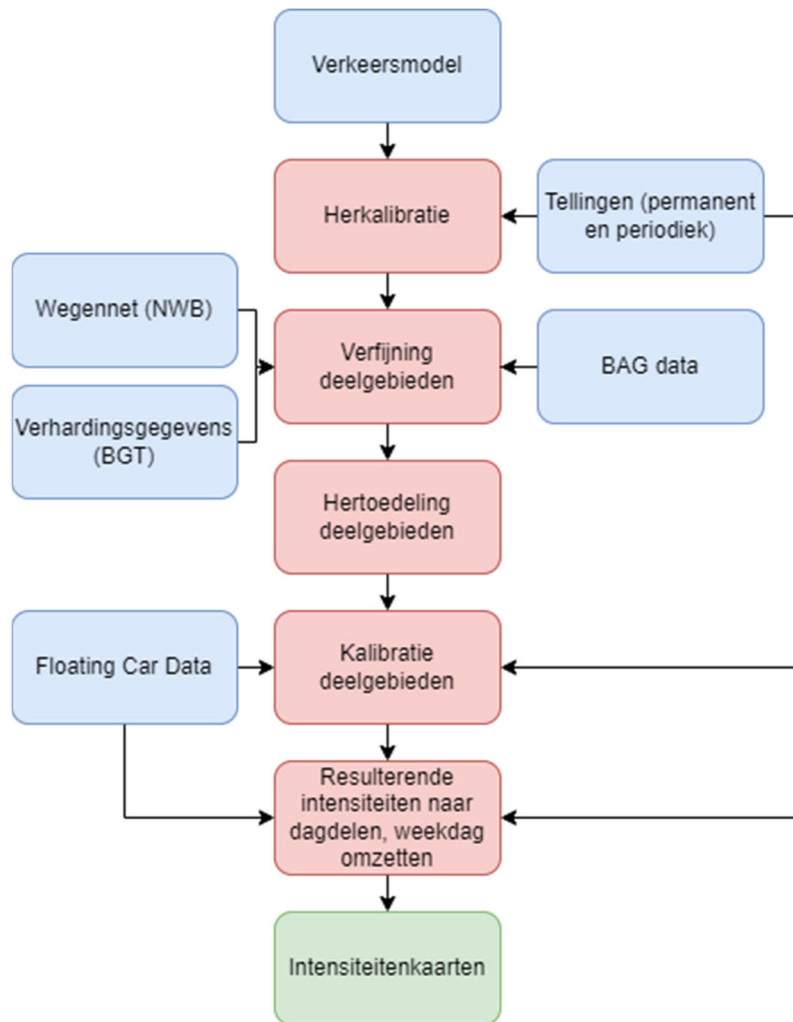 Verkeersmodel
Herkalibratie
Tellingen (permanent
en periodiek)
Wegennet (NWB)
Verfijning
deelgebieden
BAG data
Verhardingsgegevens
(BGT)
Hertoedeling
deelgebieden
Floating Car Data
Kalibratie
deelgebieden
Resulterende
intensiteiten naar
dagdelen, weekdag
omzetten
Intensiteitenkaarten